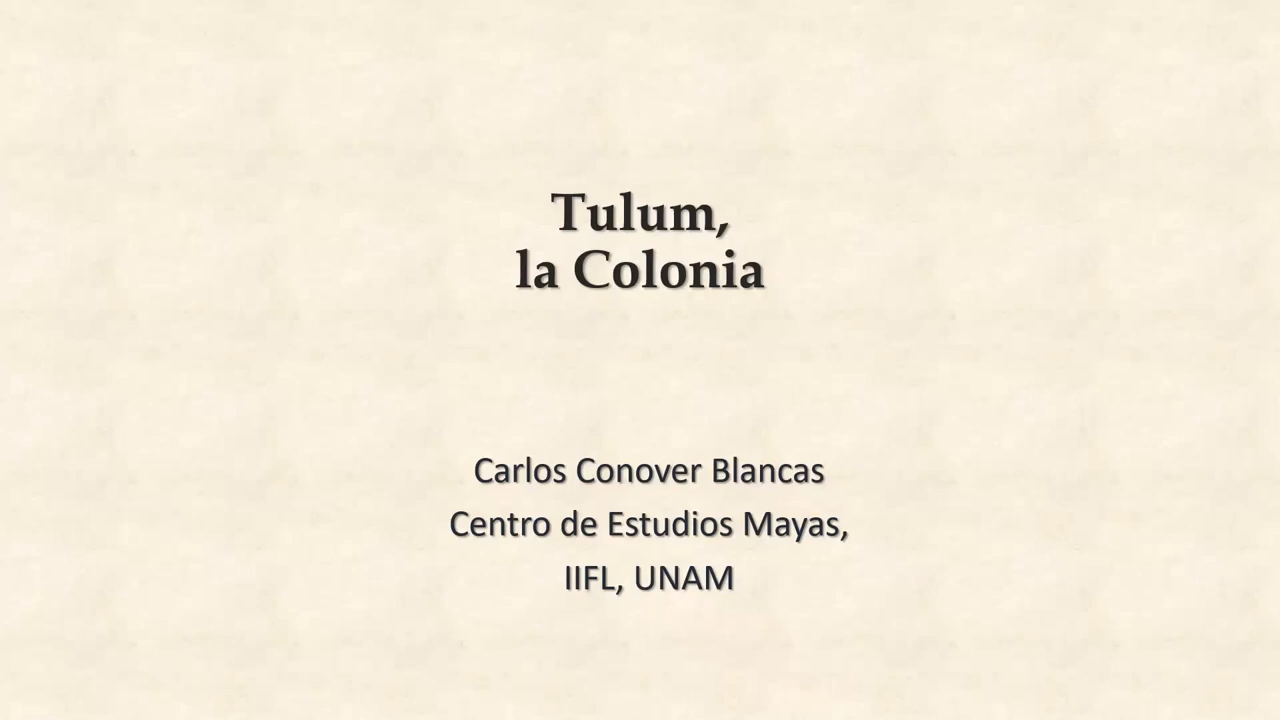 Tulum,
la Colonia
Carlos Conover Blancas
Centro de Estudios Mayas,
IIFL, UNAM